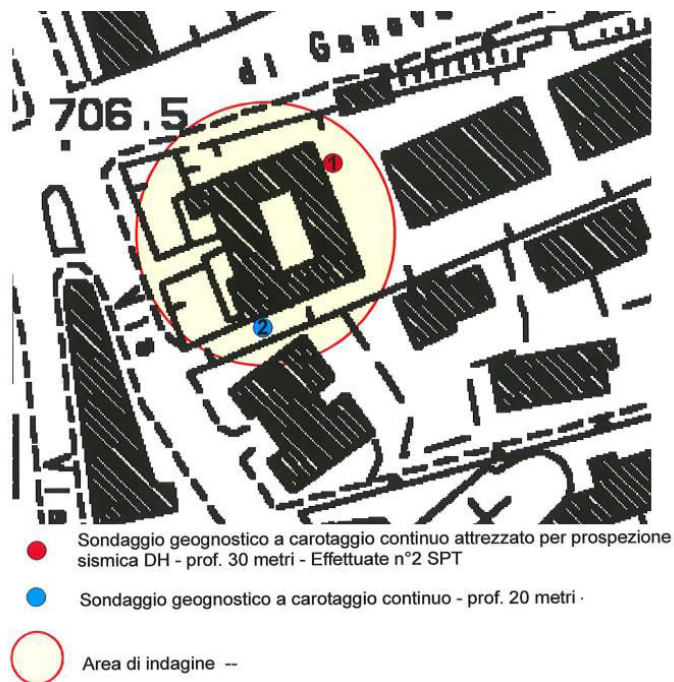 di Genova
706.5
1
2
Sondaggio geognostico a carotaggio continuo attrezzato per prospezione
sismica DH - prof. 30 metri - Effettuate n°2 SPT
Sondaggio geognostico a carotaggio continuo - prof. 20 metri .
Area di indagine --